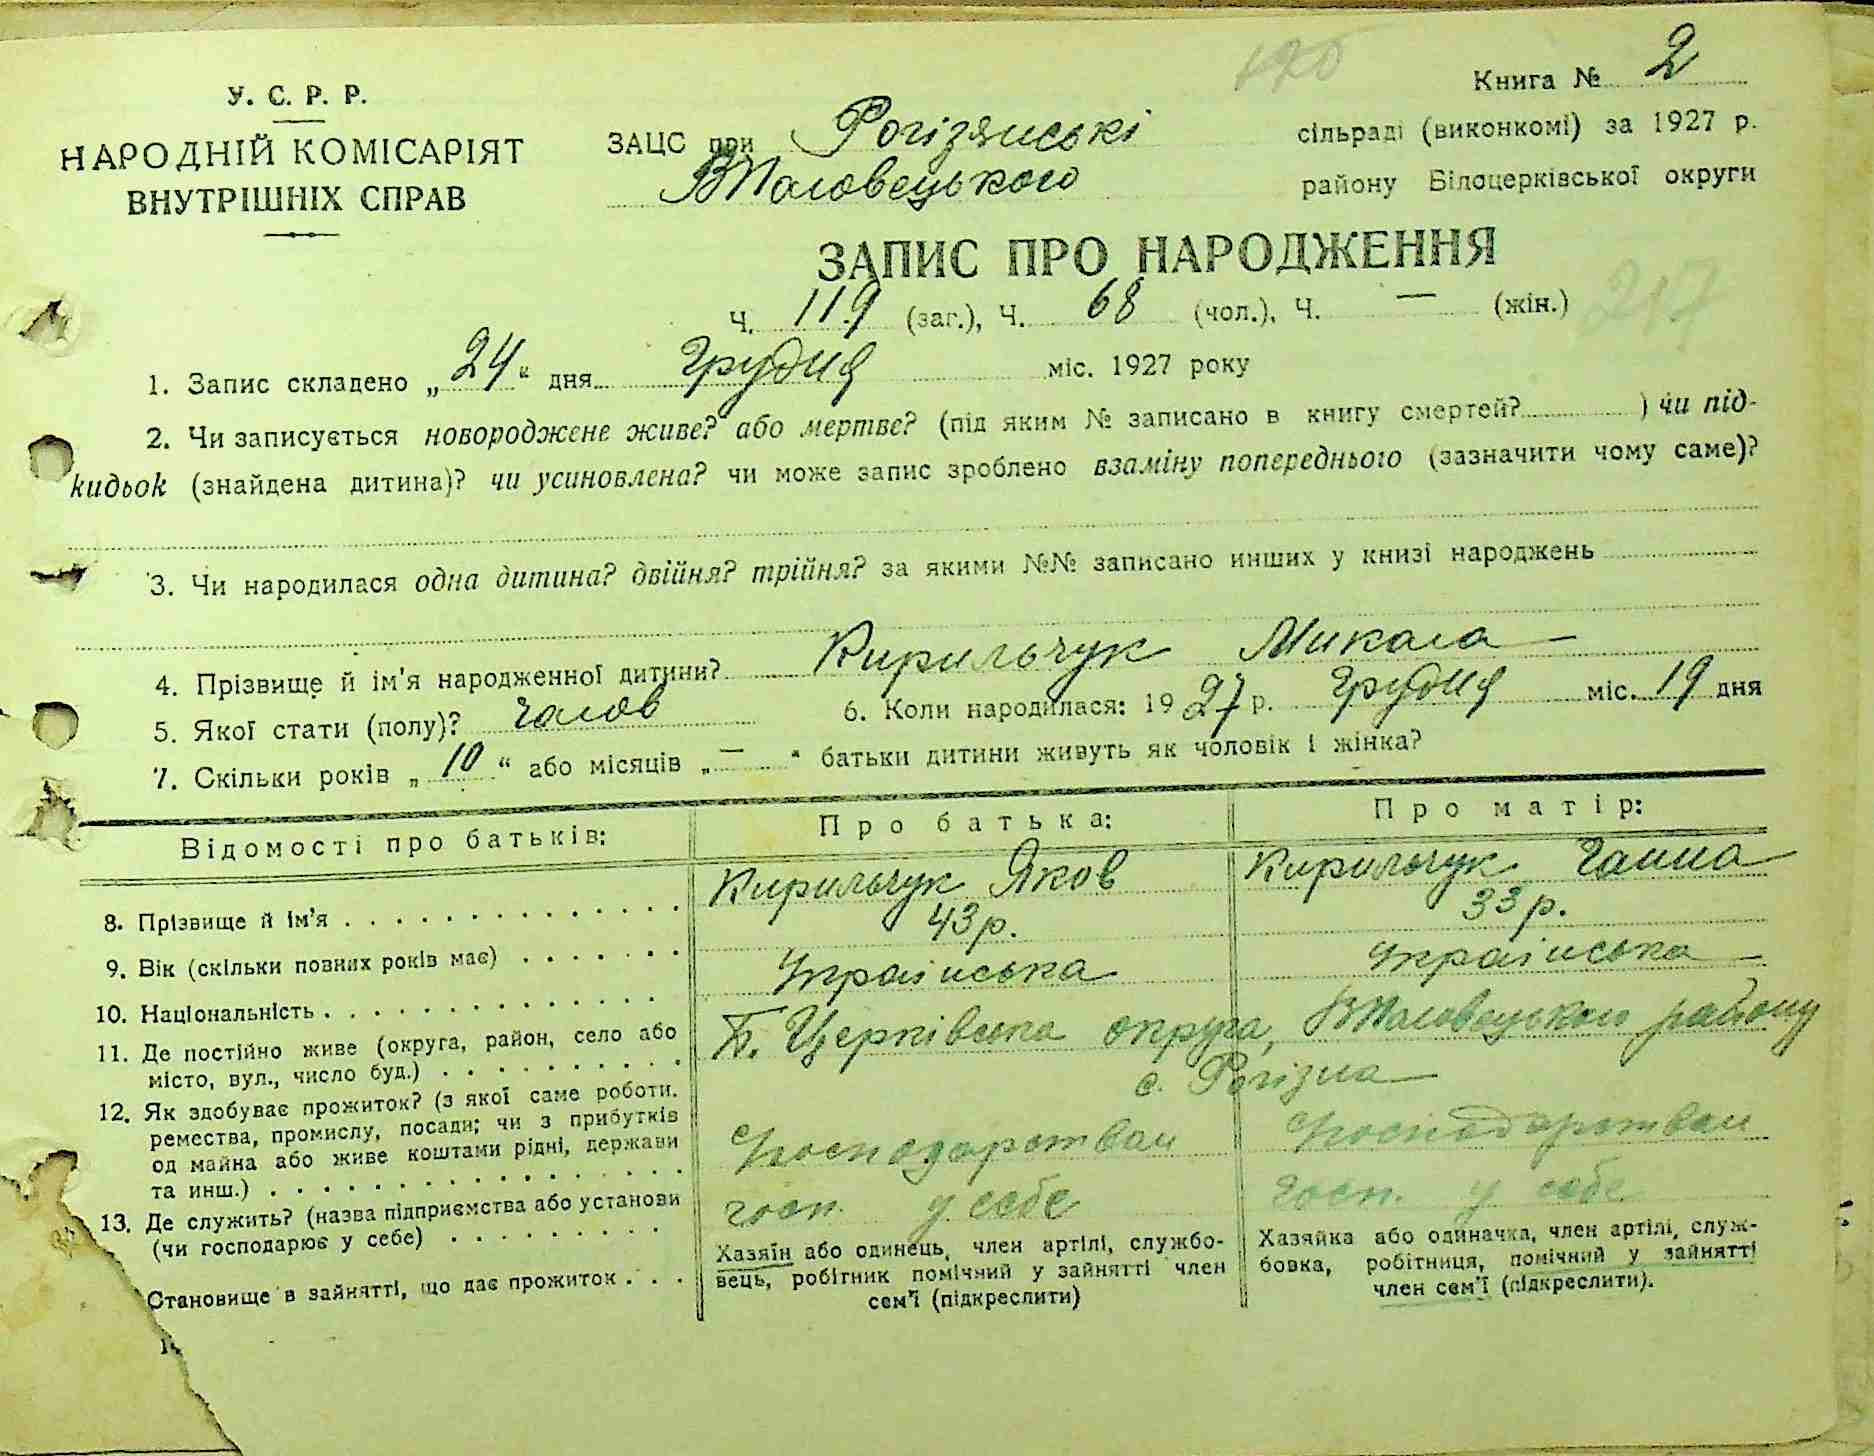 120
Книга № 2
У. С. Р. Р.
НАРОДНІЙ КОМІСАРІЯТ
ВНУТРІШНІХ СПРАВ
ЗАЦС при Рогізянські сільраді (виконкомі) за 1927 р.
Володарського району Білоцерківської округи
ЗАПИС ПРО НАРОДЖЕННЯ
217
Ч. 119 (заг.), Ч. 68 (чол.), Ч. — (жін.)
1. Запис складено „24“ дня Грудня міс. 1927 року
2. Чи записується новороджене живе? або мертве? (під яким № записано в книгу смертей? ) чи під-
кидьок (знайдена дитина)? чи усиновлена? чи може запис зроблено взаміну попереднього (зазначити чому саме)?
3. Чи народилася одна дитина? двійня? трійня? за якими №№ записано инших у книзі народжень
4. Прізвище й ім'я народженної дитини? Кирильчук Микола
5. Якої стати (полу)? чолов 6. Коли народилася: 1927 р. Грудня міс. 19 дня
7. Скільки років „10“ або місяців „—“ батьки дитини живуть як чоловік і жінка?
Відомості про батьків: Про батька: Про матір:
8. Прізвище й ім'я Кирильчук Яков Кирильчук Ганна
9. Вік (скільки повних років має) 43 р. 33 р.
10. Національність Українська Українська
11. Де постійно живе (округа, район, село або
місто, вул., число буд.) Б. Церківська округа, району
с. Рогізна
12. Як здобуває прожиток? (з якої саме роботи.
ремества, промислу, посади; чи з прибутків
од майна або живе коштами рідні, держави
та инш.) Господарством Господарством
13. Де служить? (назва підприємства або установи
(чи господарює у себе) госп. у себе госп. у себе
Становище в зайнятті, що дає прожиток
Хазяїн або одинець, член артілі, службо-
вець, робітник помічний у зайнятті член
сем'ї (підкреслити)
Хазяйка або одиначка, член артілі, служ-
бовка, робітниця, помічний у зайнятті
член сем'ї (підкреслити).